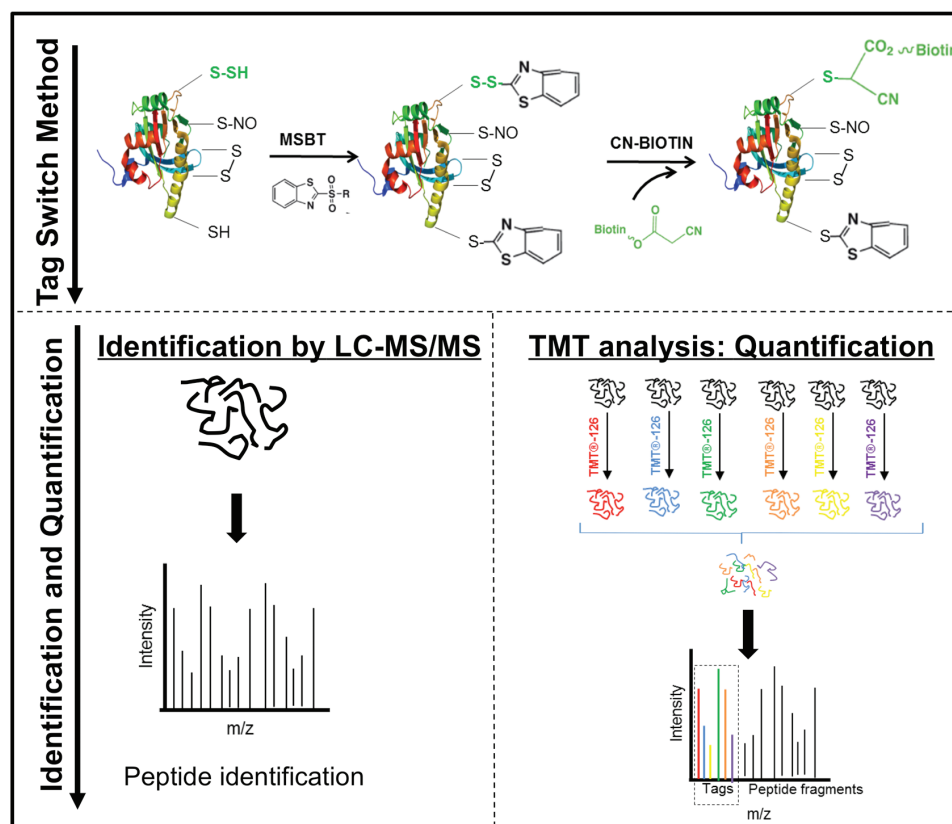 Tag Switch Method
S-SH
S-NO
S
S
SH
MSBT
S
N
O
S
O
R
S-S
N
S
S-NO
S
S
S
N
S
CN-BIOTIN
Biotin
O
O
CN
CO2 Biotin
S
CN
S-NO
S
S
S
N
S
Identification and Quantification
Identification by LC-MS/MS
Intensity
m/z
Peptide identification
TMT analysis: Quantification
TMT®-126
TMT®-126
TMT®-126
TMT®-126
TMT®-126
TMT®-126
Intensity
Tags
Peptide fragments
m/z